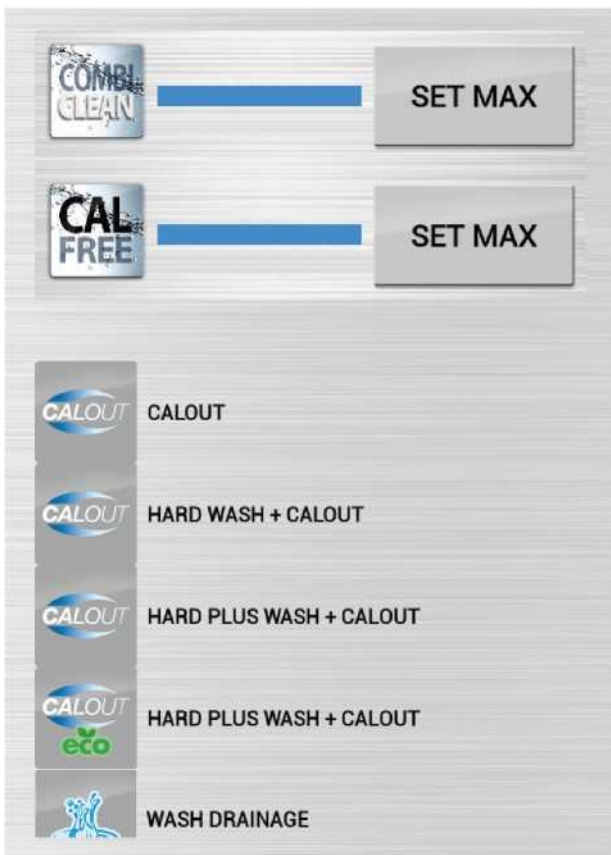 COMBI
CLEAN
SET MAX
CAL
FREE
SET MAX
CALOUT
CALOUT
CALOUT
HARD WASH + CALOUT
CALOUT
HARD PLUS WASH + CALOUT
CALOUT
eco
HARD PLUS WASH + CALOUT
WASH DRAINAGE